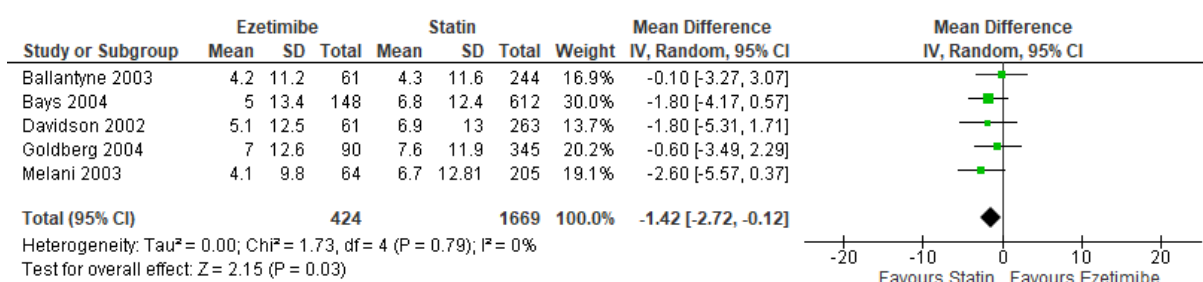 Ezetimibe Statin Mean Difference Mean Difference
Study or Subgroup Mean SD Total Mean SD Total Weight IV, Random, 95% CI IV, Random, 95% CI
Ballantyne 2003 4.2 11.2 61 4.3 11.6 244 16.9% -0.10 [-3.27, 3.07]
Bays 2004 5 13.4 148 6.8 12.4 612 30.0% -1.80 [-4.17, 0.57]
Davidson 2002 5.1 12.5 61 6.9 13 263 13.7% -1.80 [-5.31, 1.71]
Goldberg 2004 7 12.6 90 7.6 11.9 345 20.2% -0.60 [-3.49, 2.29]
Melani 2003 4.1 9.8 64 6.7 12.81 205 19.1% -2.60 [-5.57, 0.37]
Total (95% CI) 424 1669 100.0% -1.42 [-2.72, -0.12]
Heterogeneity: Tau² = 0.00; Chi² = 1.73, df = 4 (P = 0.79); I² = 0%
Test for overall effect: Z = 2.15 (P = 0.03)
-20 -10 0 10 20
Favours Statin Favours Ezetimibe